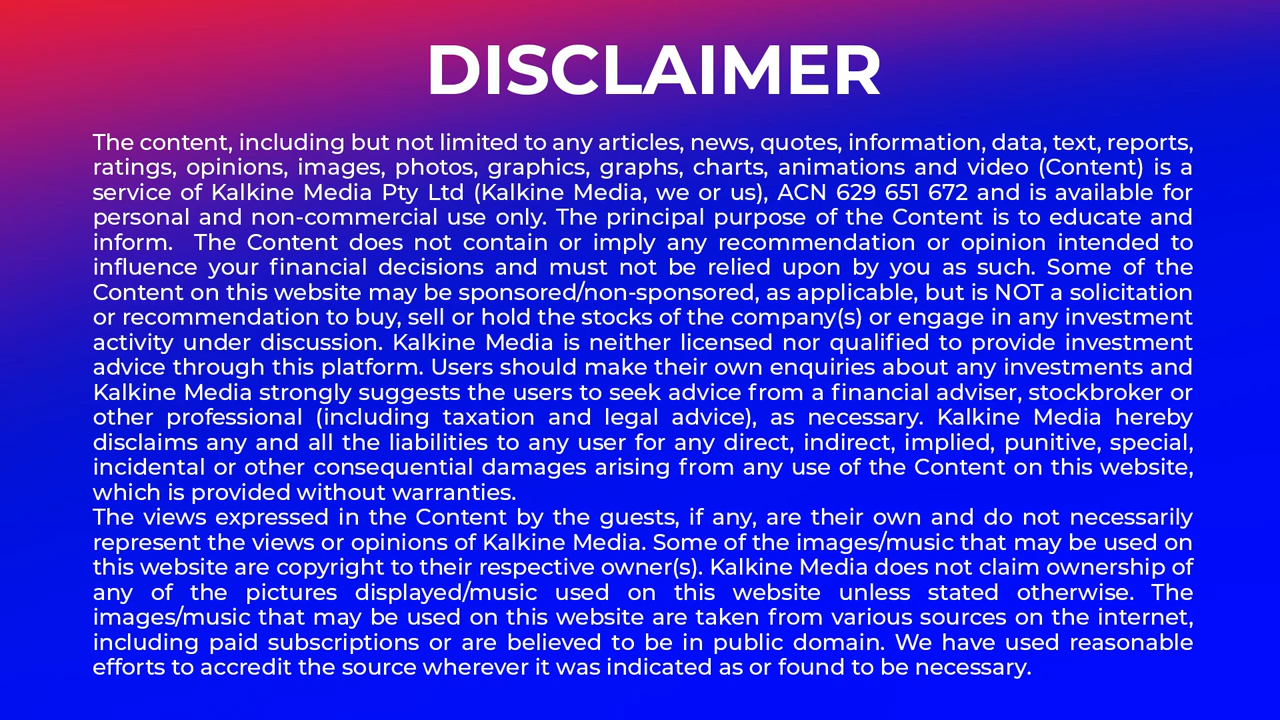 DISCLAIMER
The content, including but not limited to any articles, news, quotes, information, data, text, reports,
ratings, opinions, images, photos, graphics, graphs, charts, animations and video (Content) is a
service of Kalkine Media Pty Ltd (Kalkine Media, we or us), ACN 629 651 672 and is available for
personal and non-commercial use only. The principal purpose of the Content is to educate and
inform.  The Content does not contain or imply any recommendation or opinion intended to
influence your financial decisions and must not be relied upon by you as such. Some of the
Content on this website may be sponsored/non-sponsored, as applicable, but is NOT a solicitation
or recommendation to buy, sell or hold the stocks of the company(s) or engage in any investment
activity under discussion. Kalkine Media is neither licensed nor qualified to provide investment
advice through this platform. Users should make their own enquiries about any investments and
Kalkine Media strongly suggests the users to seek advice from a financial adviser, stockbroker or
other professional (including taxation and legal advice), as necessary. Kalkine Media hereby
disclaims any and all the liabilities to any user for any direct, indirect, implied, punitive, special,
incidental or other consequential damages arising from any use of the Content on this website,
which is provided without warranties.
The views expressed in the Content by the guests, if any, are their own and do not necessarily
represent the views or opinions of Kalkine Media. Some of the images/music that may be used on
this website are copyright to their respective owner(s). Kalkine Media does not claim ownership of
any of the pictures displayed/music used on this website unless stated otherwise. The
images/music that may be used on this website are taken from various sources on the internet,
including paid subscriptions or are believed to be in public domain. We have used reasonable
efforts to accredit the source wherever it was indicated as or found to be necessary.